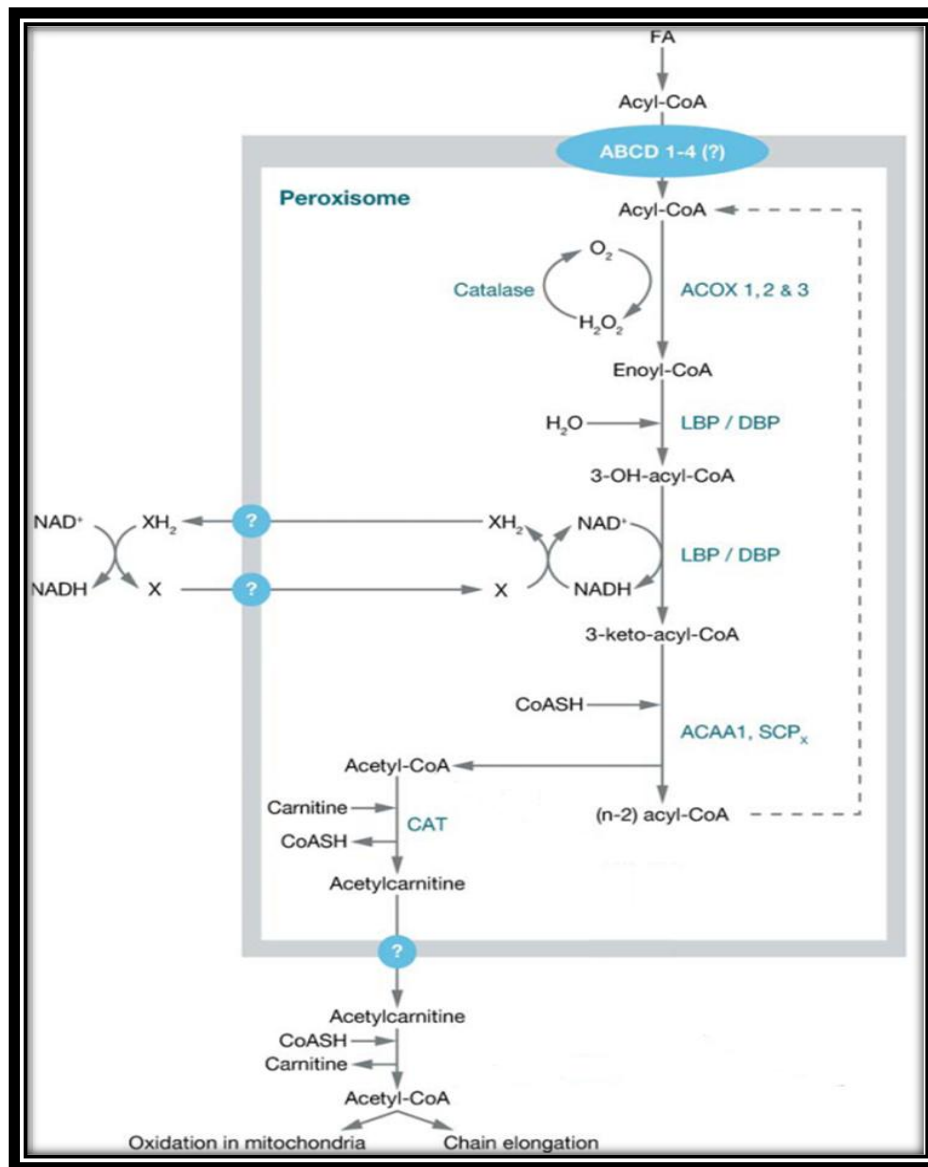 FA
Acyl-CoA
ABCD 1-4 (?)
Peroxisome
Acyl-CoA
O₂
Catalase
ACOX 1, 2 & 3
H₂O₂
Enoyl-CoA
H₂O
LBP / DBP
3-OH-acyl-CoA
NAD⁺ XH₂ ? XH₂ NAD⁺
LBP / DBP
NADH X ? X NADH
3-keto-acyl-CoA
CoASH
ACAA1, SCPₓ
Acetyl-CoA
Carnitine
(n-2) acyl-CoA
CAT
CoASH
Acetylcarnitine
?
Acetylcarnitine
CoASH
Carnitine
Acetyl-CoA
Oxidation in mitochondria Chain elongation